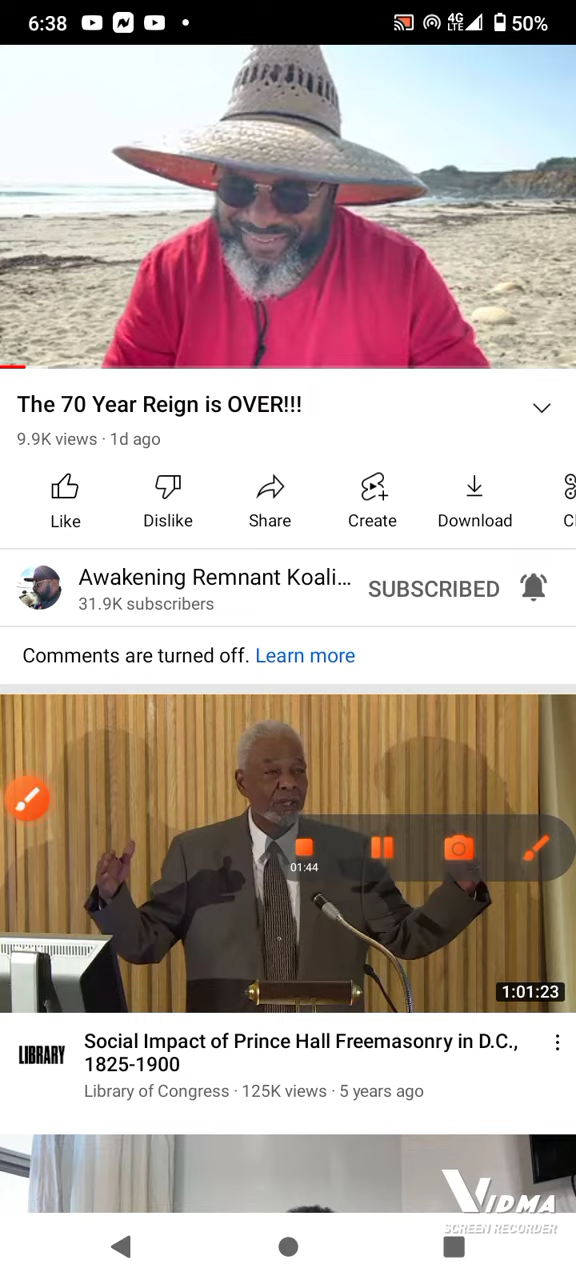 6:38
4G
LTE
50%
The 70 Year Reign is OVER!!!
9.9K views · 1d ago
Like
Dislike
Share
Create
Download
Cl
Awakening Remnant Koali...
31.9K subscribers
SUBSCRIBED
Comments are turned off. Learn more
01:44
1:01:23
LIBRARY
Social Impact of Prince Hall Freemasonry in D.C.,
1825-1900
Library of Congress · 125K views · 5 years ago
VIDMA
SCREEN RECORDER